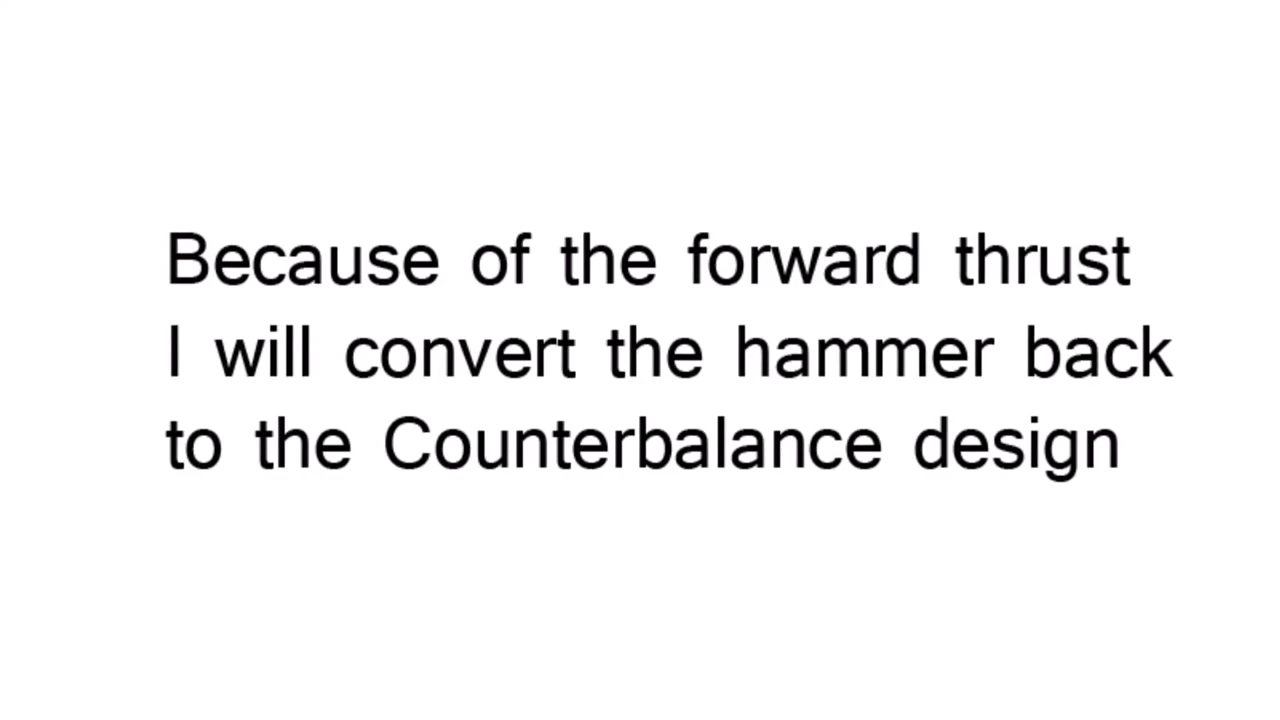 Because of the forward thrust
I will convert the hammer back
to the Counterbalance design